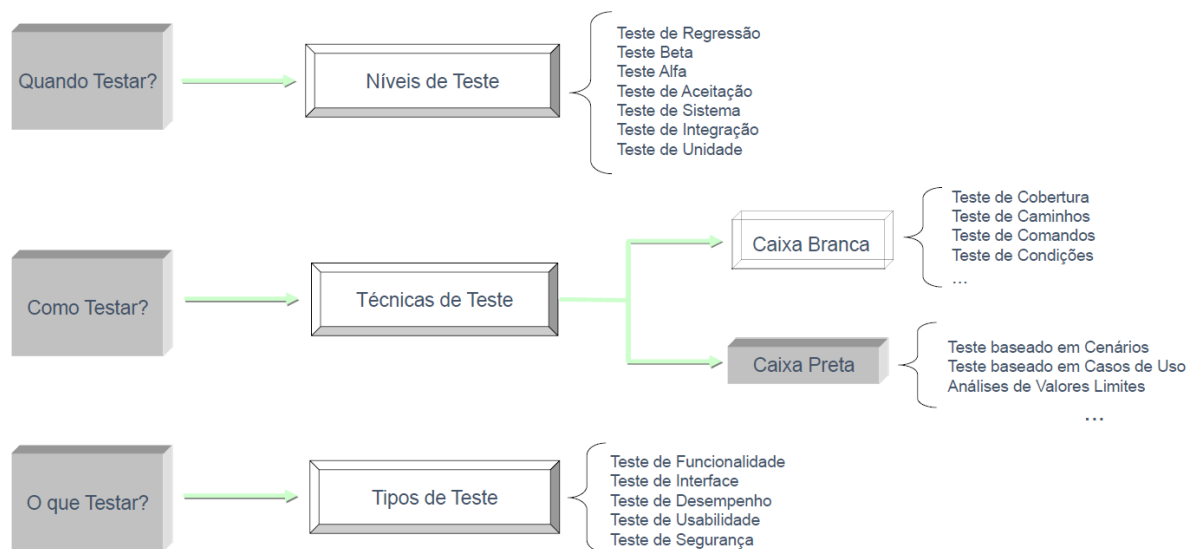 Quando Testar?
Níveis de Teste
Teste de Regressão
Teste Beta
Teste Alfa
Teste de Aceitação
Teste de Sistema
Teste de Integração
Teste de Unidade
Como Testar?
Técnicas de Teste
Caixa Branca
Teste de Cobertura
Teste de Caminhos
Teste de Comandos
Teste de Condições
...
Caixa Preta
Teste baseado em Cenários
Teste baseado em Casos de Uso
Análises de Valores Limites
...
O que Testar?
Tipos de Teste
Teste de Funcionalidade
Teste de Interface
Teste de Desempenho
Teste de Usabilidade
Teste de Segurança